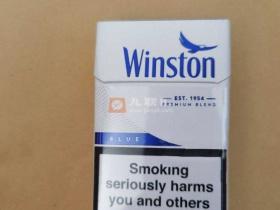 Winston
EST. 1954
PREMIUM BLEND
BLUE
Smoking
seriously harms
you and others